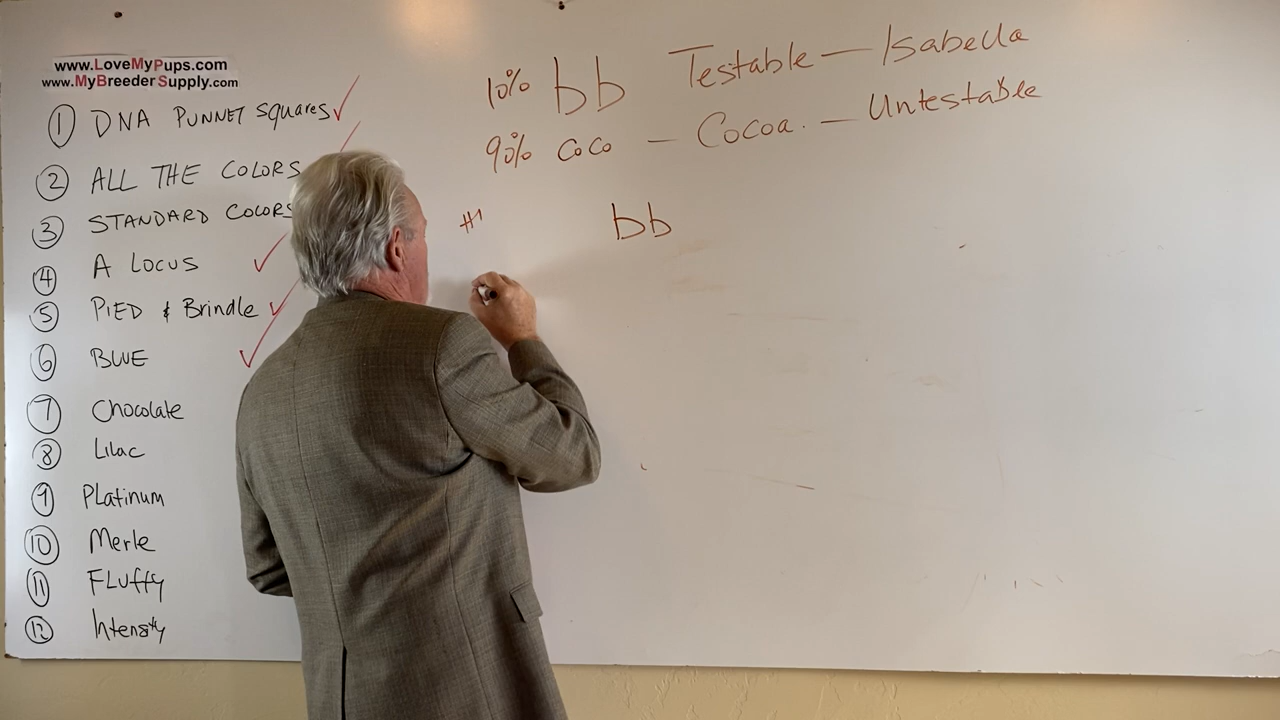 www.LoveMyPups.com
www.MyBreederSupply.com
1 DNA PUNNET SQUARES ✓
2 ALL THE COLORS
3 STANDARD COLORS
4 A LOCUS ✓
5 PIED & Brindle ✓
6 BLUE ✓
7 Chocolate
8 Lilac
9 PLatinum
10 Merle
11 FLuffy
12 Intensity
10% bb Testable — Isabella
90% coco — Cocoa. — Untestable
#1 bb